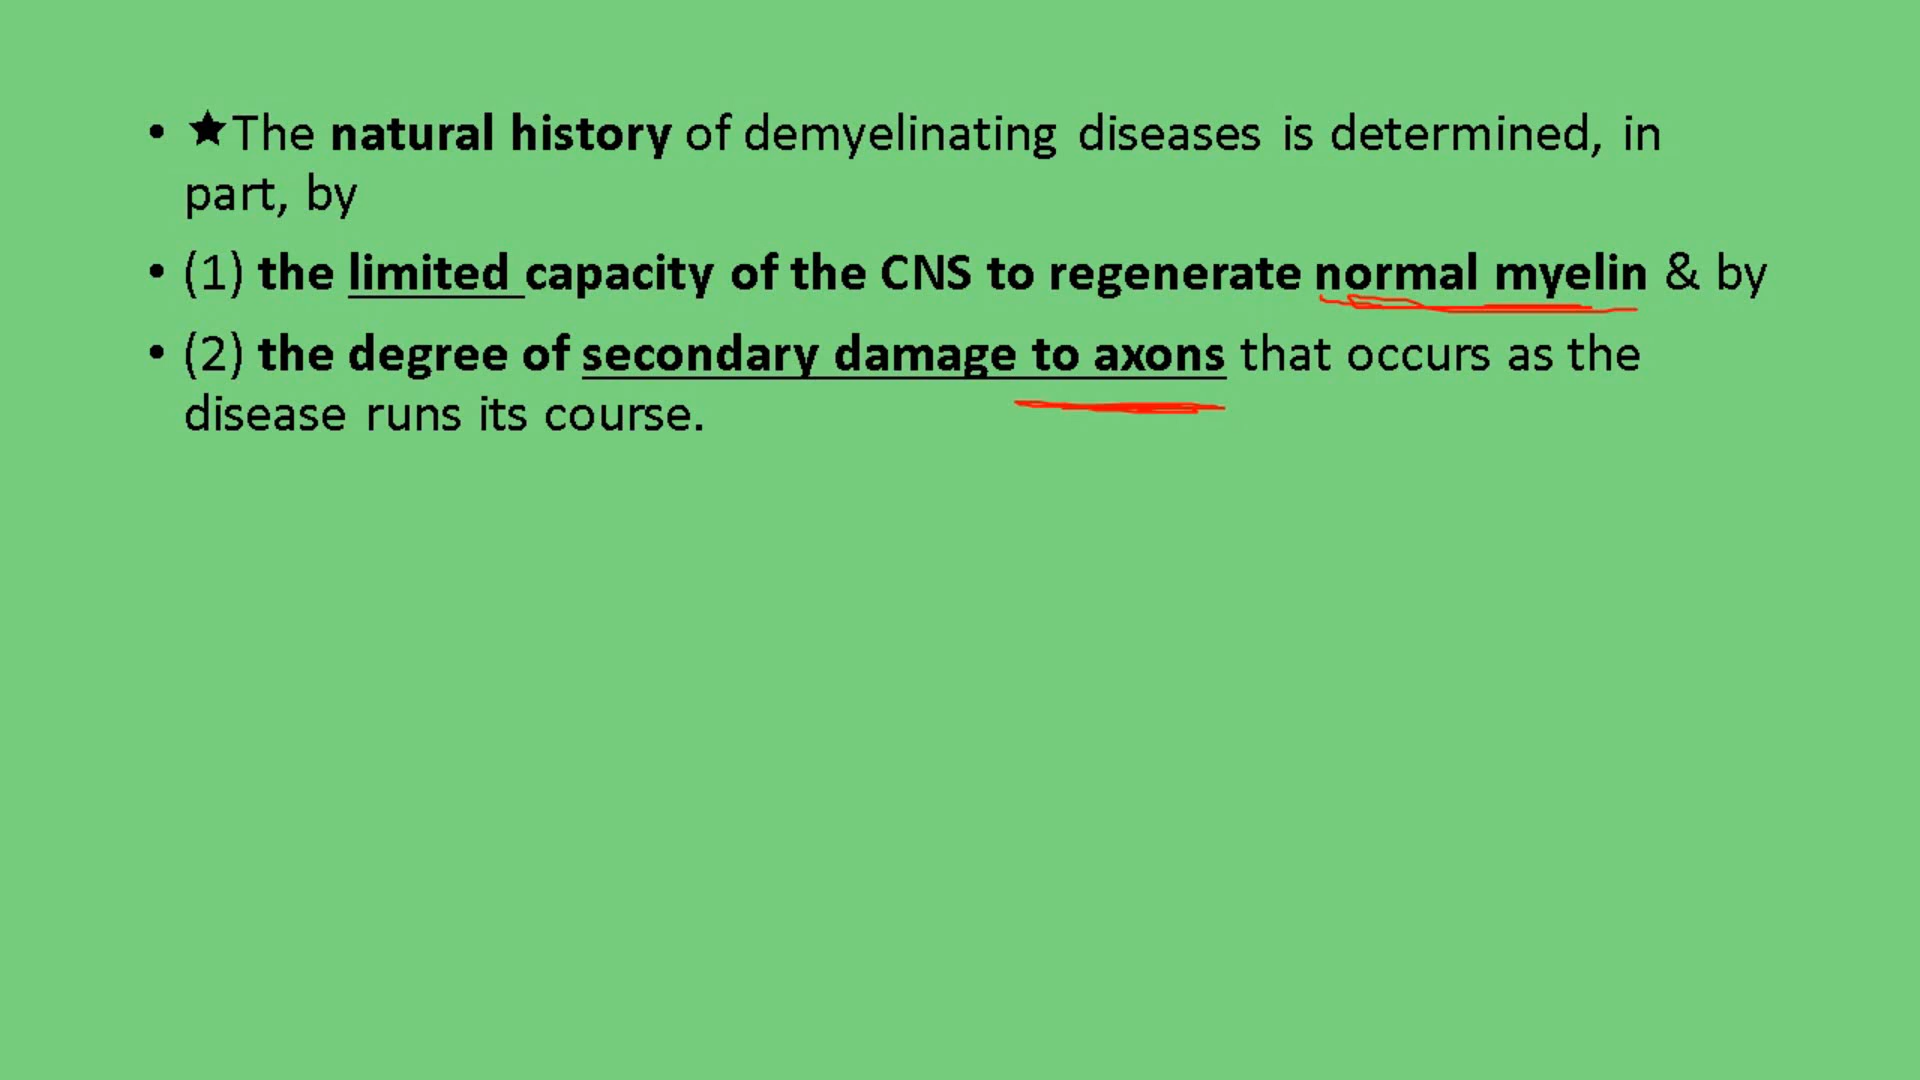 • ★The natural history of demyelinating diseases is determined, in
part, by
• (1) the limited capacity of the CNS to regenerate normal myelin & by
• (2) the degree of secondary damage to axons that occurs as the
disease runs its course.